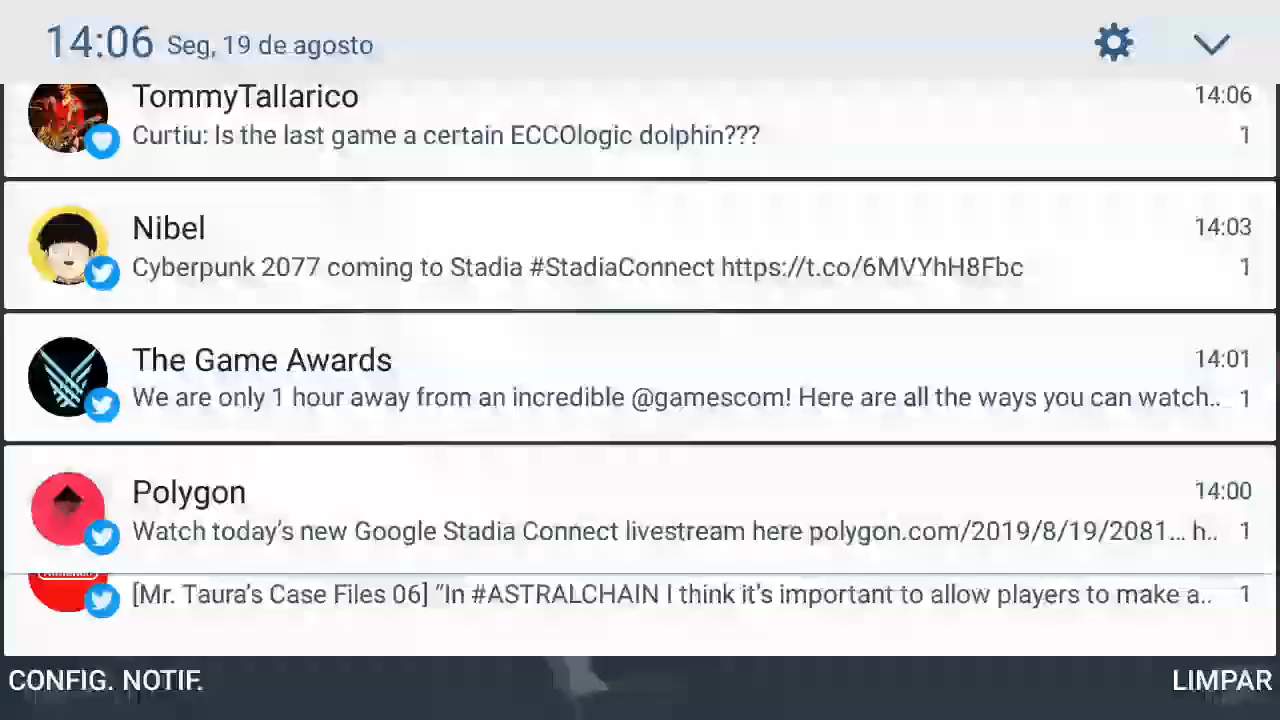 14:06 Seg, 19 de agosto
TommyTallarico 14:06
Curtiu: Is the last game a certain ECCOlogic dolphin??? 1
Nibel 14:03
Cyberpunk 2077 coming to Stadia #StadiaConnect https://t.co/6MVYhH8Fbc 1
The Game Awards 14:01
We are only 1 hour away from an incredible @gamescom! Here are all the ways you can watch.. 1
Polygon 14:00
Watch today's new Google Stadia Connect livestream here polygon.com/2019/8/19/2081... h.. 1
[Mr. Taura's Case Files 06] "In #ASTRALCHAIN I think it's important to allow players to make a.. 1
CONFIG. NOTIF. LIMPAR